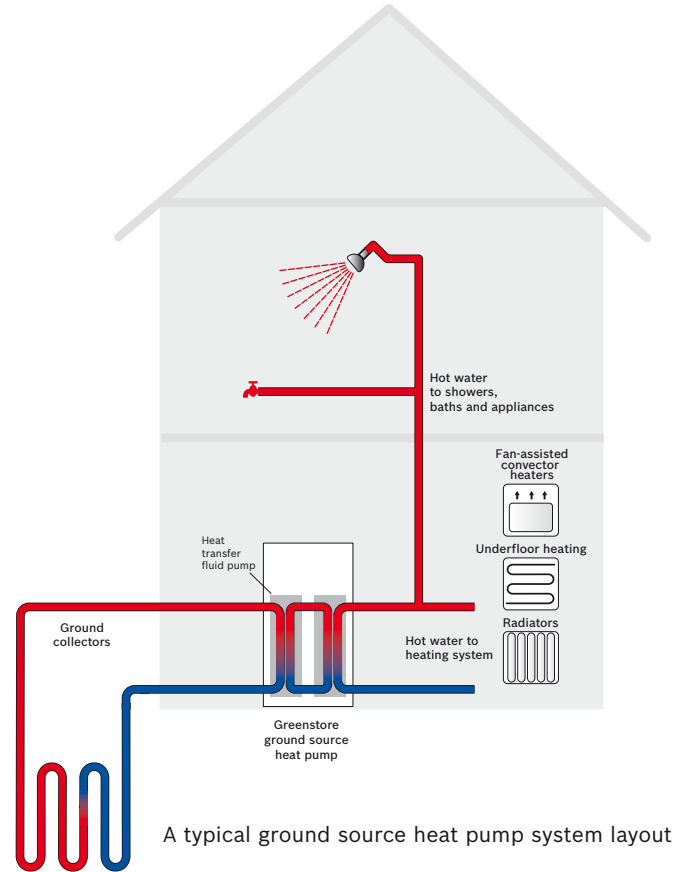 Hot water
to showers,
baths and appliances
Fan-assisted
convector
heaters
Heat
transfer
fluid pump
Underfloor heating
Ground
collectors
Radiators
Hot water to
heating system
Greenstore
ground source
heat pump
A typical ground source heat pump system layout